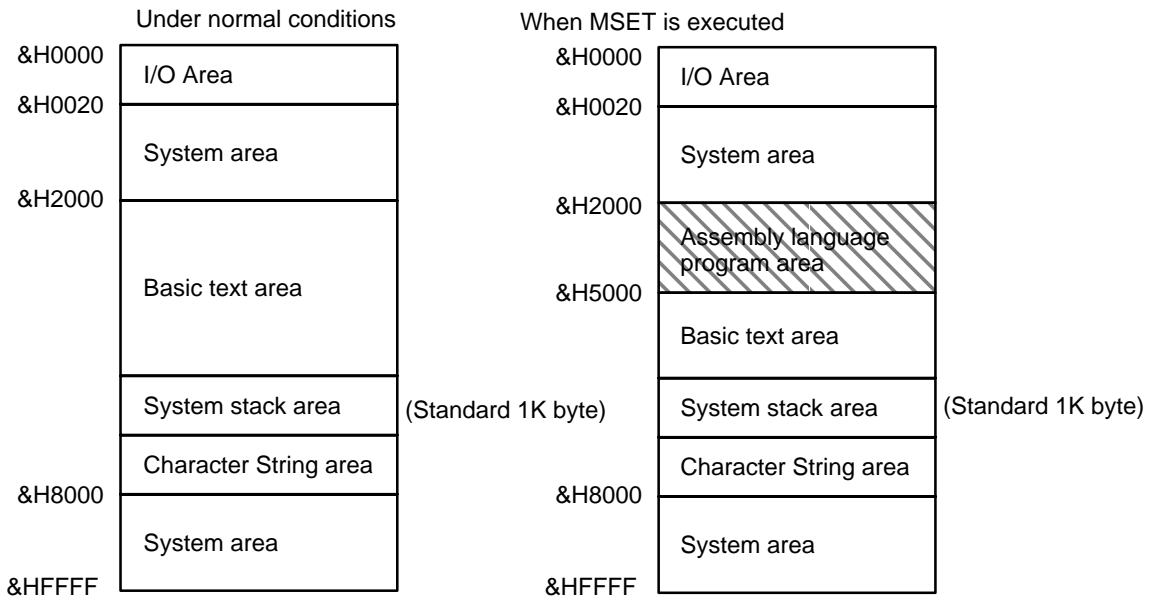 Under normal conditions
&H0000
I/O Area
&H0020
System area
&H2000
Basic text area
System stack area
(Standard 1K byte)
Character String area
&H8000
System area
&HFFFF
When MSET is executed
&H0000
I/O Area
&H0020
System area
&H2000
Assembly language
program area
&H5000
Basic text area
System stack area
(Standard 1K byte)
Character String area
&H8000
System area
&HFFFF